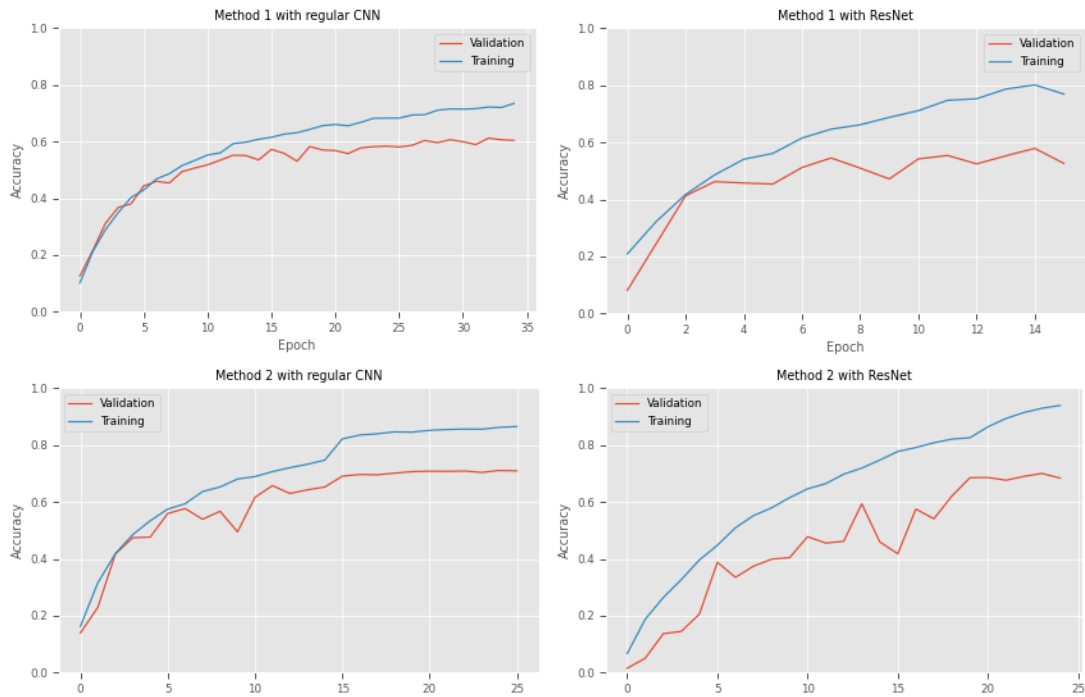 Method 1 with regular CNN
1.0
0.8
0.6
0.4
0.2
0.0
Accuracy
Validation
Training
0 5 10 15 20 25 30 35
Epoch
Method 1 with ResNet
1.0
0.8
0.6
0.4
0.2
0.0
Accuracy
Validation
Training
0 2 4 6 8 10 12 14
Epoch
Method 2 with regular CNN
1.0
0.8
0.6
0.4
0.2
0.0
Accuracy
Validation
Training
0 5 10 15 20 25
Method 2 with ResNet
1.0
0.8
0.6
0.4
0.2
0.0
Accuracy
Validation
Training
0 5 10 15 20 25